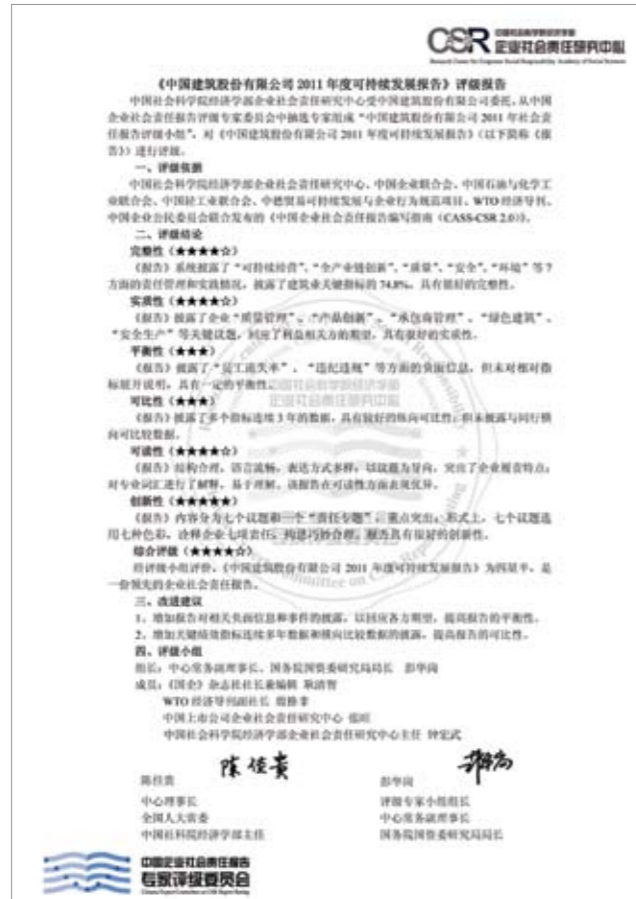 CSR 中国社会科学院经济学部
企业社会责任研究中心
《中国建筑股份有限公司 2011 年度可持续发展报告》评级报告
中国社会科学院经济学部企业社会责任研究中心受中国建筑股份有限公司委托，从中国
企业社会责任报告评级专家委员会中抽选专家组成“中国建筑股份有限公司 2011 年社会责
任报告评级小组”，对《中国建筑股份有限公司 2011 年度可持续发展报告》（以下简称《报
告》）进行评级。
一、评级依据
中国社会科学院经济学部企业社会责任研究中心、中国企业联合会、中国石油与化学工
业联合会、中国轻工业联合会、中德贸易可持续发展与企业行为规范项目、WTO 经济导刊、
中国企业公民委员会联合发布的《中国企业社会责任报告编写指南（CASS-CSR 2.0）》。
二、评级结论
完整性（★★★★☆）
《报告》系统披露了“可持续经营”、“全产业链创新”、“质量”、“安全”、“环境”等 7
方面的责任管理和实践情况，披露了建筑业关键指标的 74.8%，具有很好的完整性。
实质性（★★★★☆）
《报告》披露了企业“质量管理”、“产品创新”、“承包商管理”、“绿色建筑”、
“安全生产”等关键议题，回应了利益相关方的期望，具有很好的实质性。
平衡性（★★★）
《报告》披露了“员工流失率”、“违纪违规”等方面的负面信息，但未对相对指
标展开说明，具有一定的平衡性。
可比性（★★★）
《报告》披露了多个指标连续 3 年的数据，具有较好的纵向可比性，但未披露与同行横
向可比较数据。
可读性（★★★★☆）
《报告》结构合理，语言流畅，表达方式多样，以议题为导向，突出了企业履责特点；
对专业词汇进行了解释，易于理解。该报告在可读性方面表现优异。
创新性（★★★★★）
《报告》内容分为七个议题和一个“责任专题”，重点突出；形式上，七个议题选
用七种色彩，诠释企业七项责任，构思巧妙合理，报告具有很好的创新性。
综合评级（★★★★☆）
经评级小组评价，《中国建筑股份有限公司 2011 年度可持续发展报告》为四星半，是
一份领先的企业社会责任报告。
三、改进建议
1、增加报告对相关负面信息和事件的披露，以回应各方期望，提高报告的平衡性。
2、增加关键绩效指标连续多年数据和横向比较数据的披露，提高报告的可比性。
四、评级小组
组长：中心常务副理事长、国务院国资委研究局局长 彭华岗
成员：《国企》杂志社社长兼编辑
WTO 经济导刊副社长 殷格非
中国上市公司企业社会责任研究中心 张旺
中国社会科学院经济学部企业社会责任研究中心主任 钟宏武
陈佳贵 彭华岗
陈佳贵 彭华岗
中心理事长 评级专家小组组长
全国人大常委 中心常务副理事长
中国社科院经济学部主任 国务院国资委研究局局长
中国企业社会责任报告
专家评级委员会